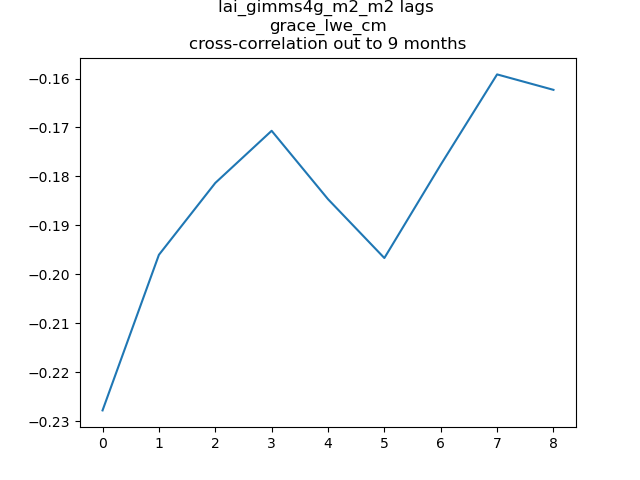 lai_gimms4g_m2_m2 lags
grace_lwe_cm
cross-correlation out to 9 months
−0.16
−0.17
−0.18
−0.19
−0.20
−0.21
−0.22
−0.23
0 1 2 3 4 5 6 7 8